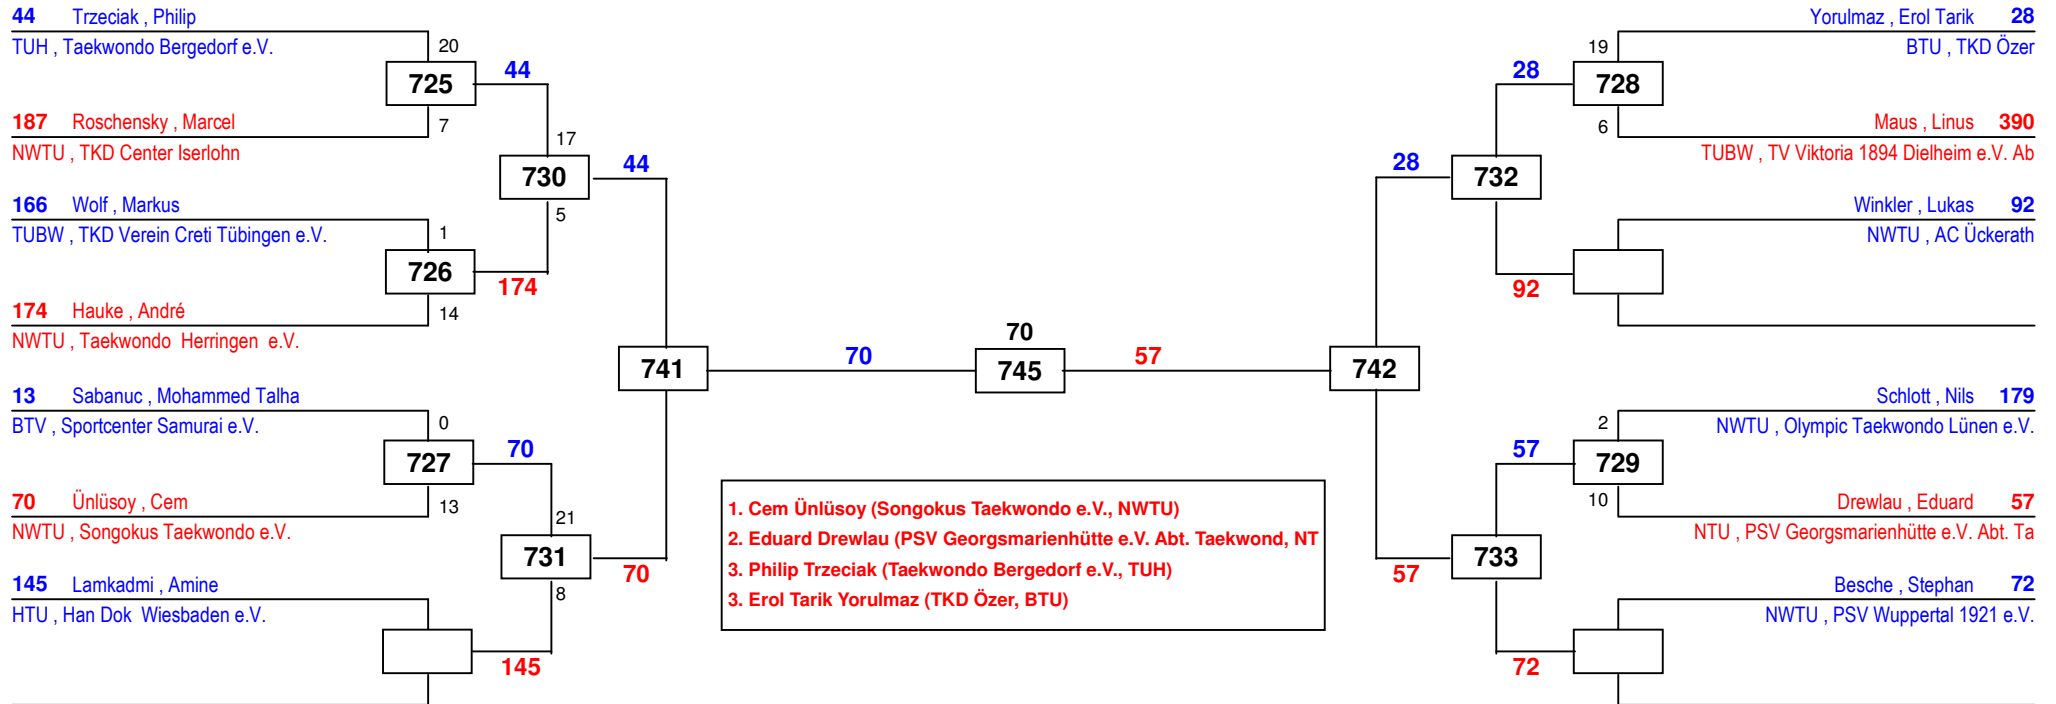 44 Trzeciak , Philip
TUH , Taekwondo Bergedorf e.V.
20
725
44
187 Roschensky , Marcel
7
NWTU , TKD Center Iserlohn
17
730
44
166 Wolf , Markus
5
TUBW , TKD Verein Creti Tübingen e.V.
1
726
174
174 Hauke , André
14
NWTU , Taekwondo  Herringen  e.V.
741
70
13 Sabanuc , Mohammed Talha
BTV , Sportcenter Samurai e.V.
0
727
70
70 Ünlüsoy , Cem
13
NWTU , Songokus Taekwondo e.V.
21
731
70
145 Lamkadmi , Amine
8
HTU , Han Dok  Wiesbaden e.V.
145
70
745
57
1. Cem Ünlüsoy (Songokus Taekwondo e.V., NWTU)
2. Eduard Drewlau (PSV Georgsmarienhütte e.V. Abt. Taekwond, NT
3. Philip Trzeciak (Taekwondo Bergedorf e.V., TUH)
3. Erol Tarik Yorulmaz (TKD Özer, BTU)
Yorulmaz , Erol Tarik 28
19
BTU , TKD Özer
28
728
6
Maus , Linus 390
TUBW , TV Viktoria 1894 Dielheim e.V. Ab
28
732
Winkler , Lukas 92
NWTU , AC Ückerath
92
742
Schlott , Nils 179
2
NWTU , Olympic Taekwondo Lünen e.V.
57
729
10
Drewlau , Eduard 57
NTU , PSV Georgsmarienhütte e.V. Abt. Ta
57
733
Besche , Stephan 72
NWTU , PSV Wuppertal 1921 e.V.
72